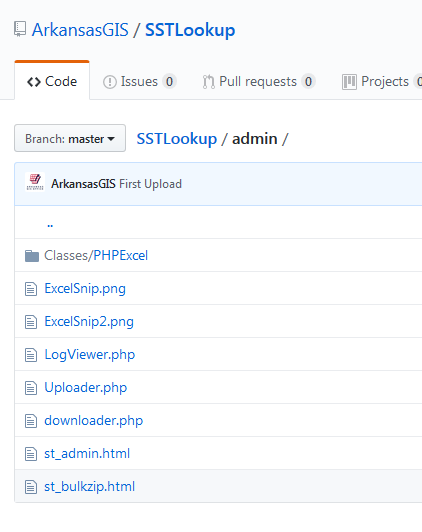 ArkansasGIS / SSTLookup
Code Issues 0 Pull requests 0 Projects 0
Branch: master SSTLookup / admin /
ArkansasGIS First Upload
..
Classes/PHPExcel
ExcelSnip.png
ExcelSnip2.png
LogViewer.php
Uploader.php
downloader.php
st_admin.html
st_bulkzip.html